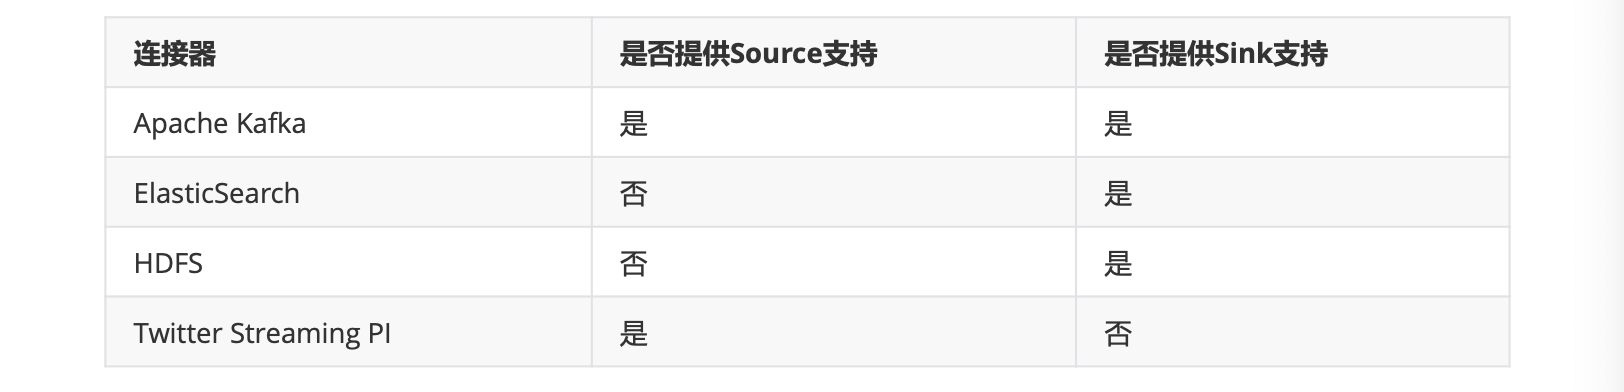 连接器 是否提供Source支持 是否提供Sink支持
Apache Kafka 是 是
ElasticSearch 否 是
HDFS 否 是
Twitter Streaming PI 是 否